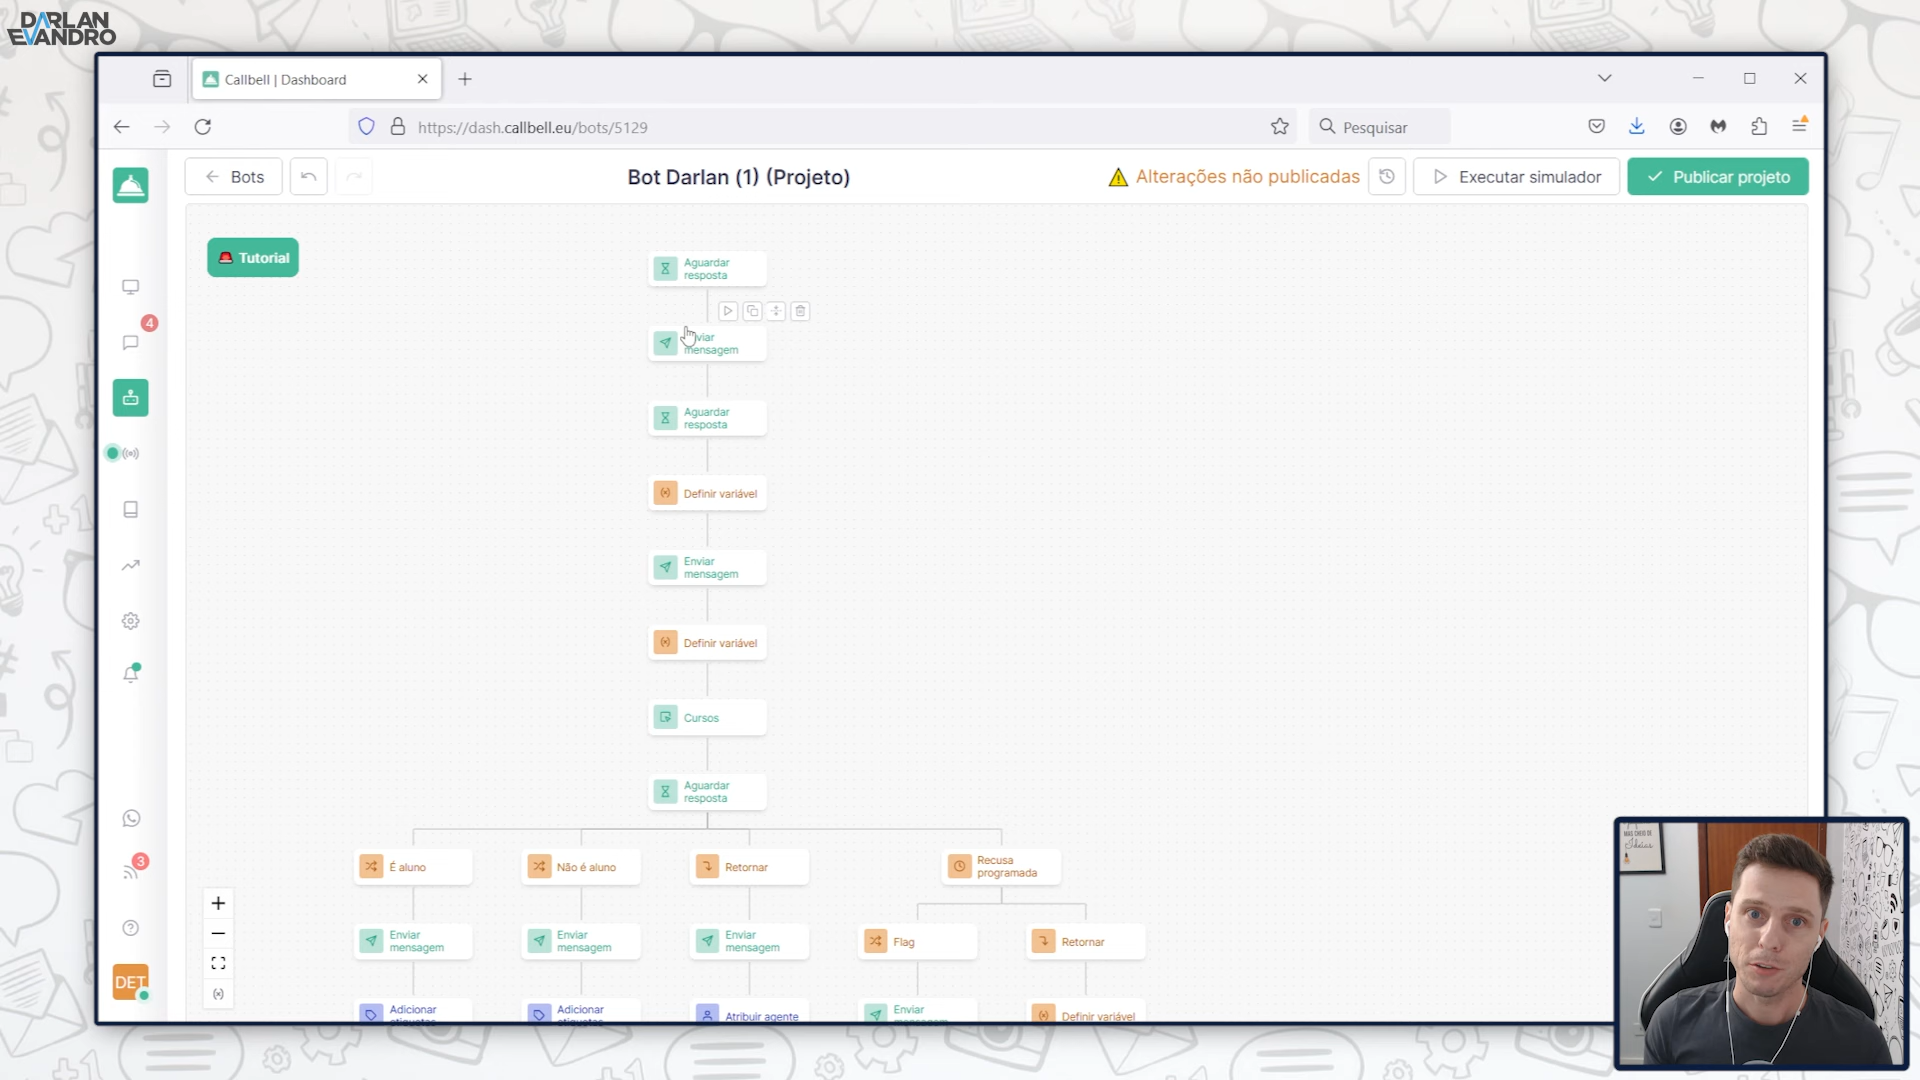 DARLAN
EVANDRO
Callbell | Dashboard
https://dash.callbell.eu/bots/5129
Pesquisar
Bots
Bot Darlan (1) (Projeto)
Alterações não publicadas
Executar simulador
Publicar projeto
Tutorial
Aguardar
resposta
4
mensagem
Aguardar
resposta
Definir variável
Enviar
mensagem
Definir variável
Cursos
Aguardar
resposta
3
É aluno
Não é aluno
Retornar
Recusa
programada
Enviar
mensagem
Enviar
mensagem
Enviar
mensagem
Flag
Retornar
DET
Adicionar
Adicionar
Atribuir agente
Enviar
Definir variável